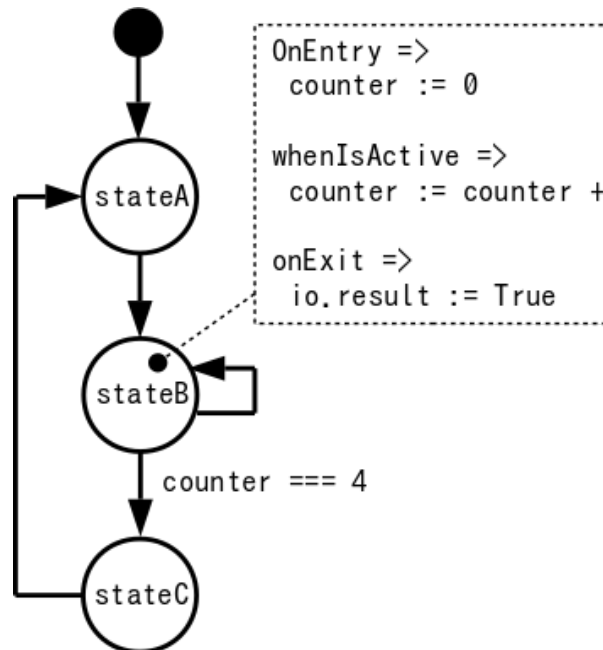 OnEntry =>
counter := 0
whenIsActive =>
counter := counter +
onExit =>
io.result := True
stateA
stateB
counter === 4
stateC